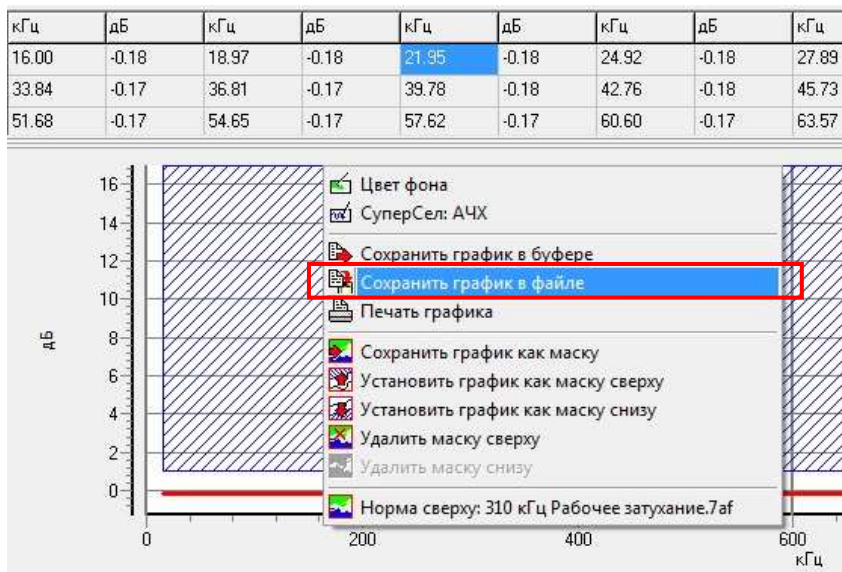 кГц дБ кГц дБ кГц дБ кГц дБ кГц
16.00 -0.18 18.97 -0.18 21.95 -0.18 24.92 -0.18 27.89
33.84 -0.17 36.81 -0.17 39.78 -0.18 42.76 -0.18 45.73
51.68 -0.17 54.65 -0.17 57.62 -0.17 60.60 -0.17 63.57
16
14
12
10
8
6
4
2
0
дБ
Цвет фона
СуперСел: АЧХ
Сохранить график в буфере
Сохранить график в файле
Печать графика
Сохранить график как маску
Установить график как маску сверху
Установить график как маску снизу
Удалить маску сверху
Удалить маску снизу
Норма сверху: 310 кГц Рабочее затухание.7af
0 200 400 600
кГц